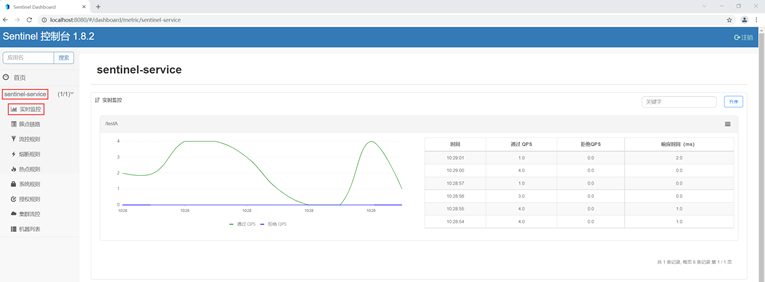 Sentinel Dashboard
localhost:8080/#/dashboard/metric/sentinel-service
Sentinel 控制台 1.8.2
注销
应用名
搜索
首页
sentinel-service (1/1)
实时监控
簇点链路
流控规则
熔断规则
热点规则
系统规则
授权规则
集群流控
机器列表
sentinel-service
实时监控
关键字
/testA
4
3
2
1
0
10:28 10:28 10:28 10:28 10:28
通过 QPS 拒绝 QPS
时间 通过 QPS 拒绝QPS 响应时间 (ms)
10:29:01 1.0 0.0 2.0
10:29:00 4.0 0.0
10:28:57 1.0 0.0
10:28:56 3.0 0.0
10:28:55 4.0 0.0 1.0
10:28:54 4.0 0.0 1.0
共 1 条记录, 每页 6 条记录 第 1 / 1 页